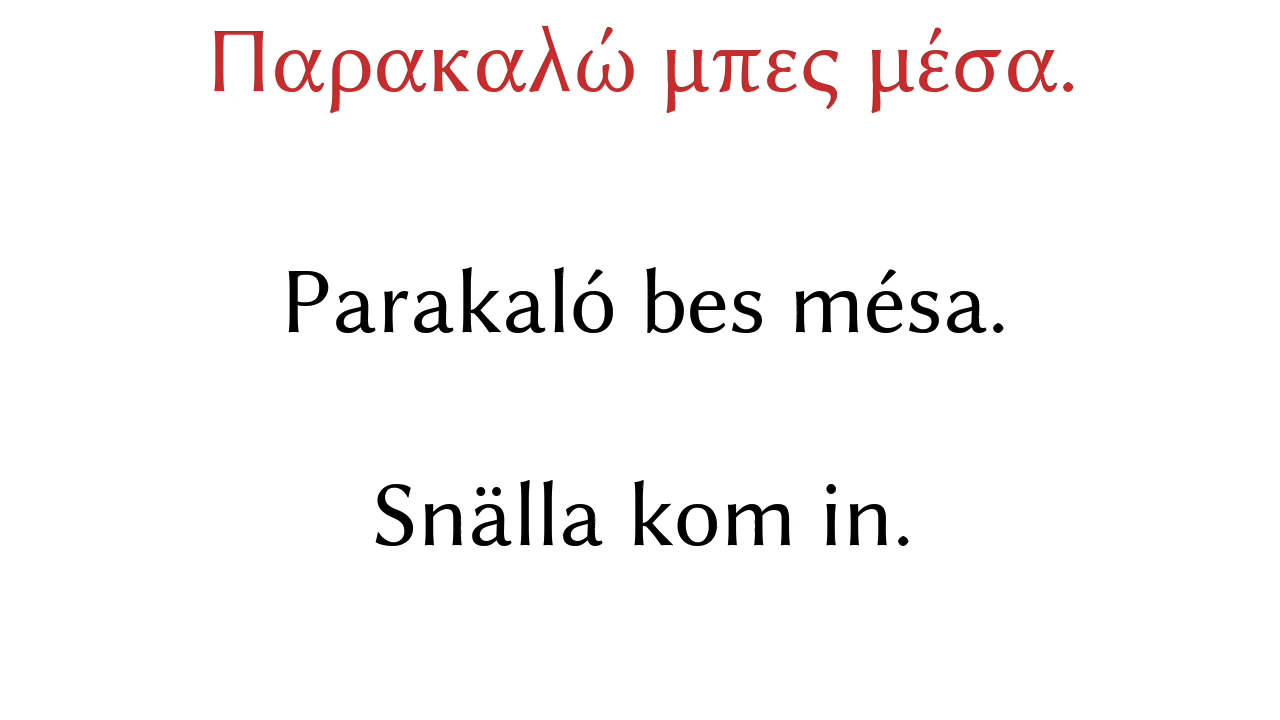 Παρακαλώ μπες μέσα.
Parakaló bes mésa.
Snälla kom in.